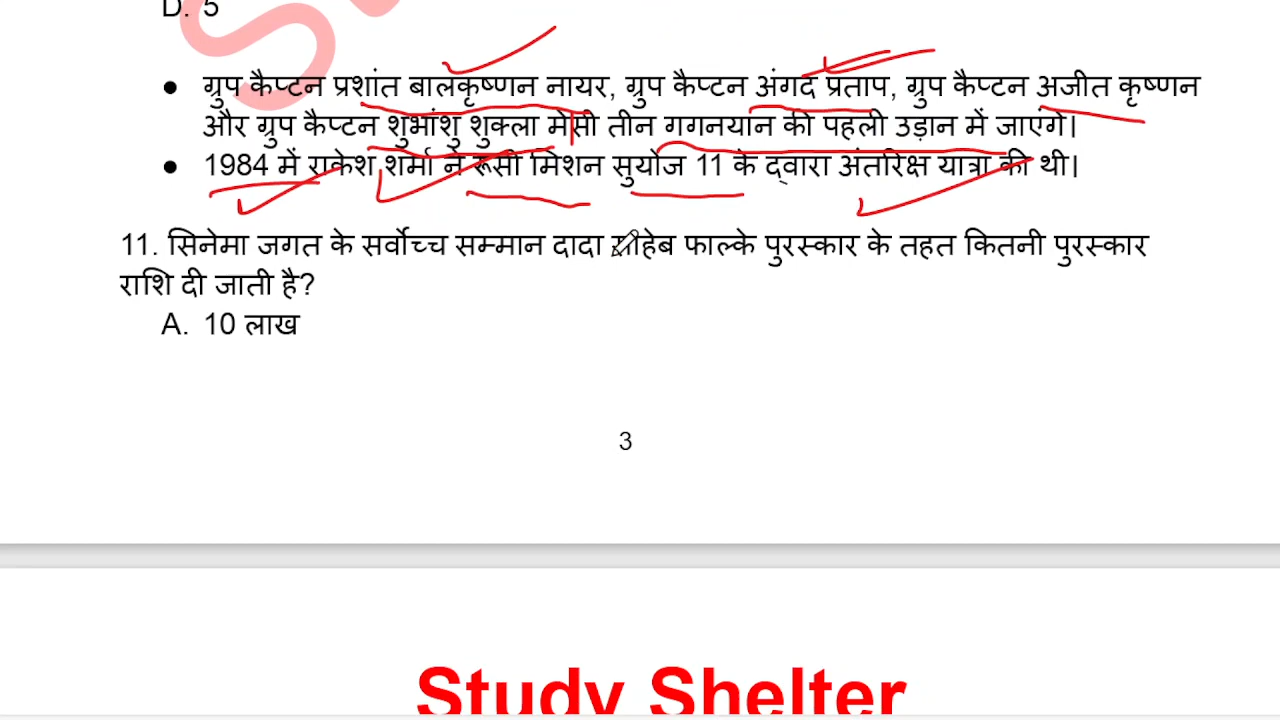 D. 5
● ग्रुप कैप्टन प्रशांत बालकृष्णन नायर, ग्रुप कैप्टन अंगद प्रताप, ग्रुप कैप्टन अजीत कृष्णन
और ग्रुप कैप्टन शुभांशु शुक्ला मेसी तीन गगनयान की पहली उड़ान में जाएंगे।
● 1984 में राकेश शर्मा ने रूसी मिशन सुयोज 11 के द्वारा अंतरिक्ष यात्रा की थी।
11. सिनेमा जगत के सर्वोच्च सम्मान दादा साहेब फाल्के पुरस्कार के तहत कितनी पुरस्कार
राशि दी जाती है?
A. 10 लाख
3
Study Shelter